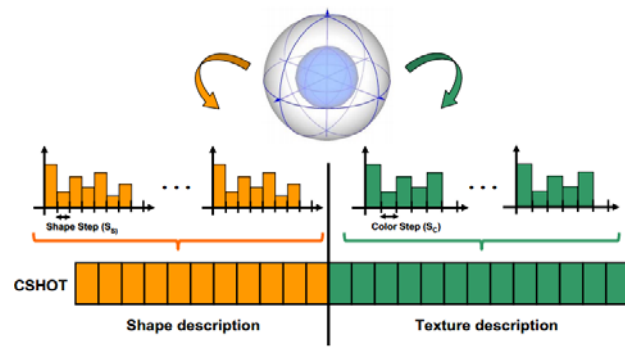 Shape Step (S_S)
Color Step (S_C)
CSHOT
Shape description
Texture description